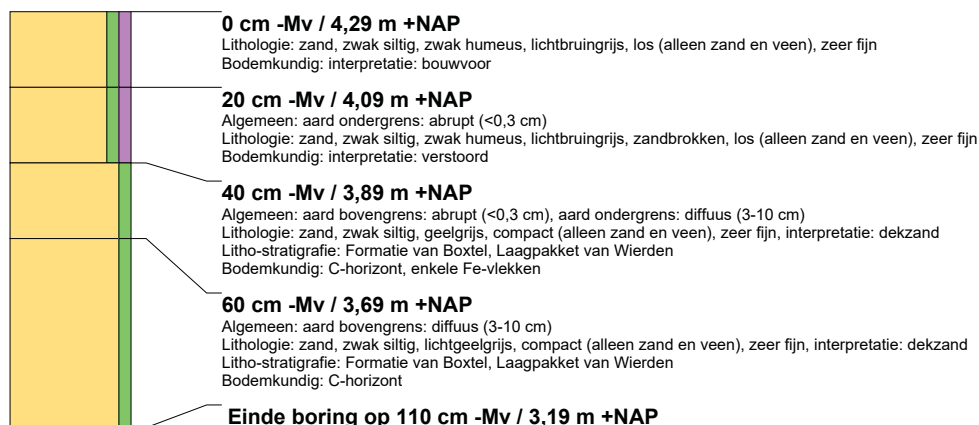 0 cm -Mv / 4,29 m +NAP
Lithologie: zand, zwak siltig, zwak humeus, lichtbruingrijs, los (alleen zand en veen), zeer fijn
Bodemkundig: interpretatie: bouwvoor
20 cm -Mv / 4,09 m +NAP
Algemeen: aard ondergrens: abrupt (<0,3 cm)
Lithologie: zand, zwak siltig, zwak humeus, lichtbruingrijs, zandbrokken, los (alleen zand en veen), zeer fijn
Bodemkundig: interpretatie: verstoord
40 cm -Mv / 3,89 m +NAP
Algemeen: aard bovengrens: abrupt (<0,3 cm), aard ondergrens: diffuus (3-10 cm)
Lithologie: zand, zwak siltig, geelgrijs, compact (alleen zand en veen), zeer fijn, interpretatie: dekzand
Litho-stratigrafie: Formatie van Boxtel, Laagpakket van Wierden
Bodemkundig: C-horizont, enkele Fe-vlekken
60 cm -Mv / 3,69 m +NAP
Algemeen: aard bovengrens: diffuus (3-10 cm)
Lithologie: zand, zwak siltig, lichtgeelgrijs, compact (alleen zand en veen), zeer fijn, interpretatie: dekzand
Litho-stratigrafie: Formatie van Boxtel, Laagpakket van Wierden
Bodemkundig: C-horizont
Einde boring op 110 cm -Mv / 3,19 m +NAP